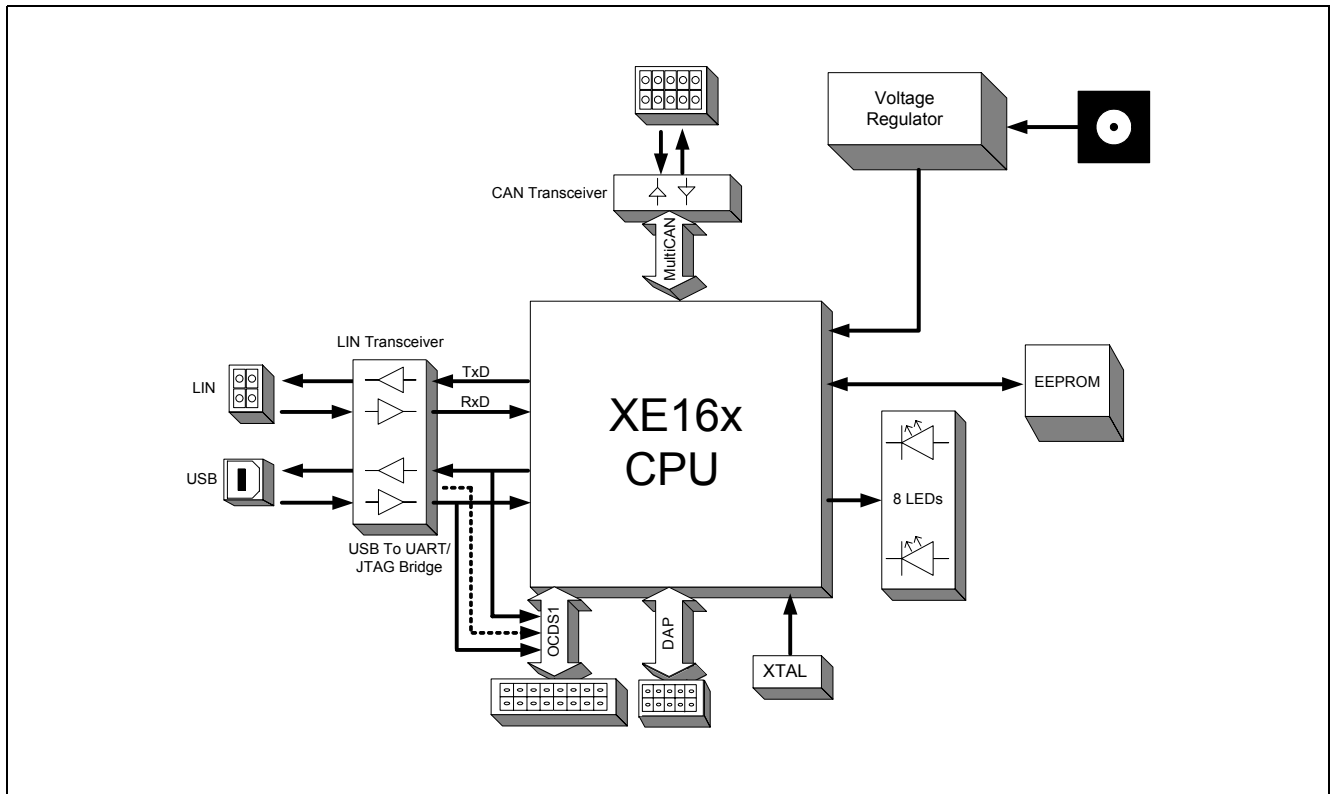 Voltage
Regulator
CAN Transceiver
MultiCAN
LIN Transceiver
LIN
TxD
RxD
USB
USB To UART/
JTAG Bridge
XE16x
CPU
EEPROM
8 LEDs
OCDS1
DAP
XTAL